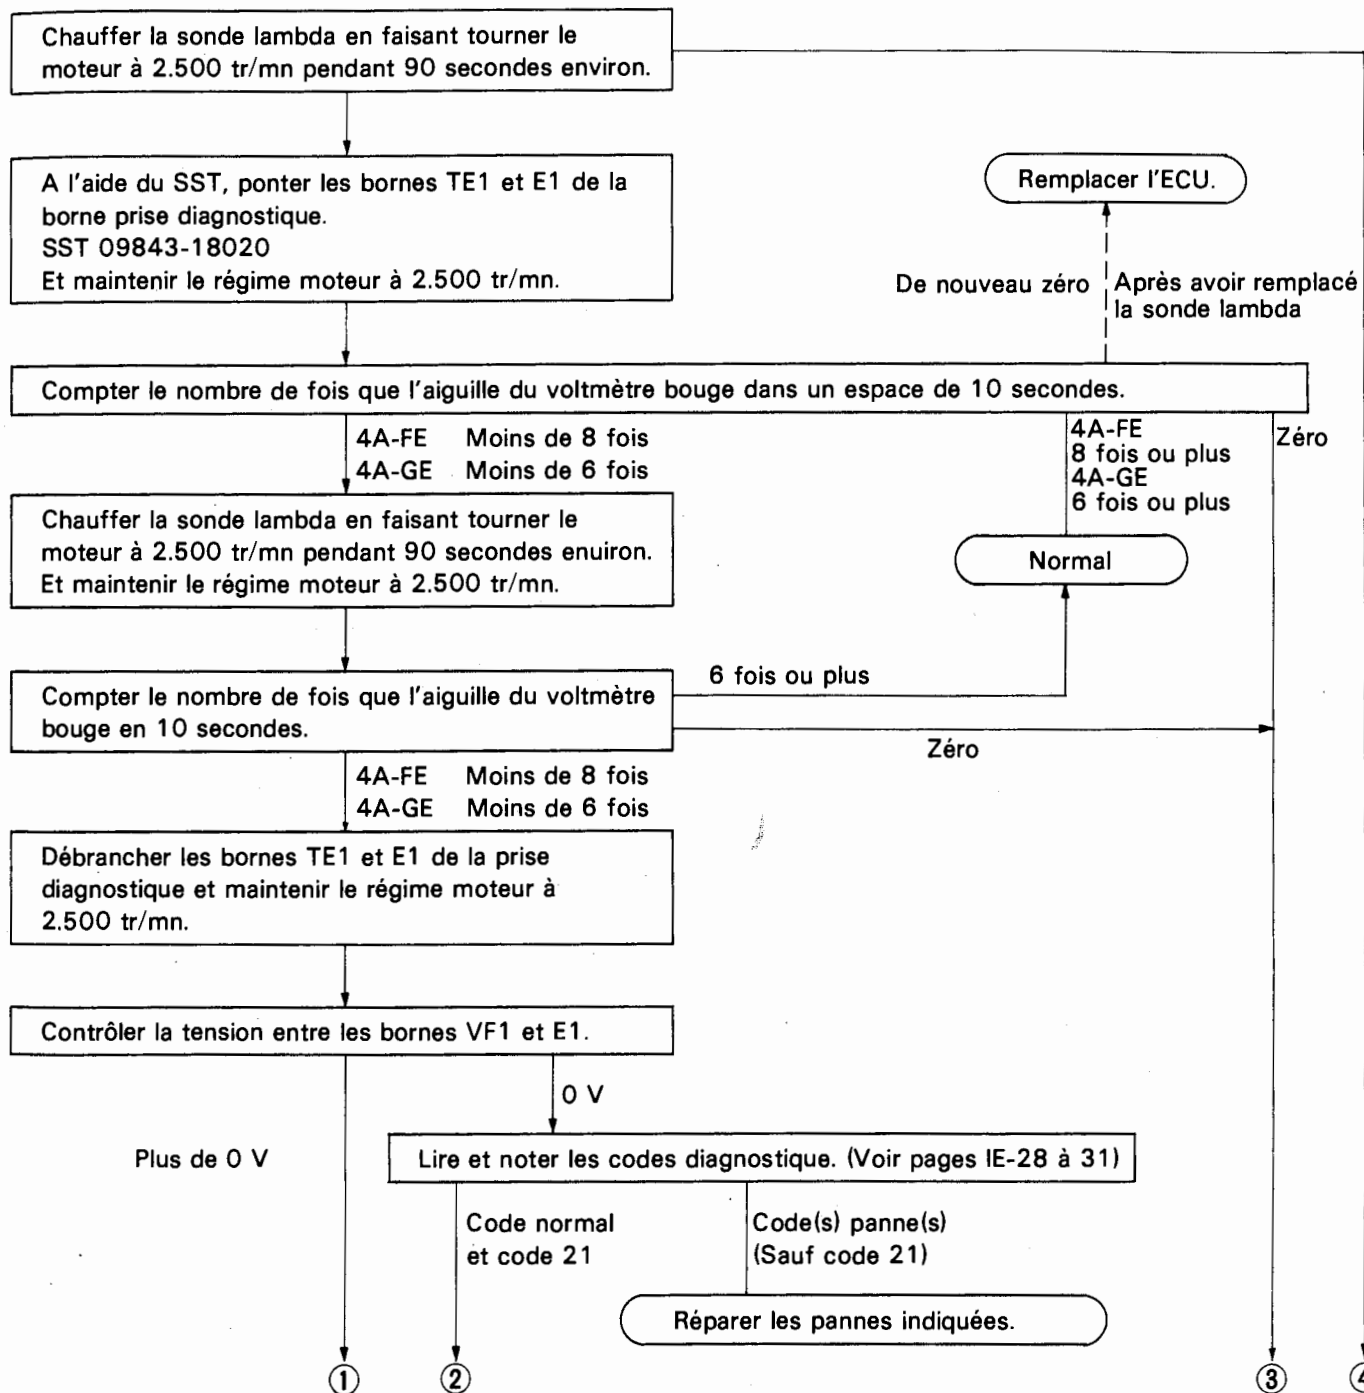 Chauffer la sonde lambda en faisant tourner le
moteur à 2.500 tr/mn pendant 90 secondes environ.
A l'aide du SST, ponter les bornes TE1 et E1 de la
borne prise diagnostique.
SST 09843-18020
Et maintenir le régime moteur à 2.500 tr/mn.
Remplacer l'ECU.
De nouveau zéro
Après avoir remplacé
la sonde lambda
Compter le nombre de fois que l'aiguille du voltmètre bouge dans un espace de 10 secondes.
4A-FE Moins de 8 fois
4A-GE Moins de 6 fois
4A-FE
8 fois ou plus
4A-GE
6 fois ou plus
Zéro
Chauffer la sonde lambda en faisant tourner le
moteur à 2.500 tr/mn pendant 90 secondes enuiron.
Et maintenir le régime moteur à 2.500 tr/mn.
Normal
Compter le nombre de fois que l'aiguille du voltmètre
bouge en 10 secondes.
6 fois ou plus
Zéro
4A-FE Moins de 8 fois
4A-GE Moins de 6 fois
Débrancher les bornes TE1 et E1 de la prise
diagnostique et maintenir le régime moteur à
2.500 tr/mn.
Contrôler la tension entre les bornes VF1 et E1.
0 V
Plus de 0 V
Lire et noter les codes diagnostique. (Voir pages IE-28 à 31)
Code normal
et code 21
Code(s) panne(s)
(Sauf code 21)
Réparer les pannes indiquées.
① ② ③ ④